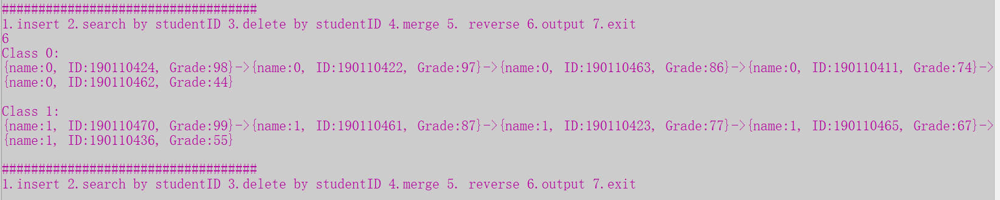 ###################################
1.insert 2.search by studentID 3.delete by studentID 4.merge 5. reverse 6.output 7.exit
6
Class 0:
{name:0, ID:190110424, Grade:98}->{name:0, ID:190110422, Grade:97}->{name:0, ID:190110463, Grade:86}->{name:0, ID:190110411, Grade:74}->
{name:0, ID:190110462, Grade:44}
Class 1:
{name:1, ID:190110470, Grade:99}->{name:1, ID:190110461, Grade:87}->{name:1, ID:190110423, Grade:77}->{name:1, ID:190110465, Grade:67}->
{name:1, ID:190110436, Grade:55}
###################################
1.insert 2.search by studentID 3.delete by studentID 4.merge 5. reverse 6.output 7.exit